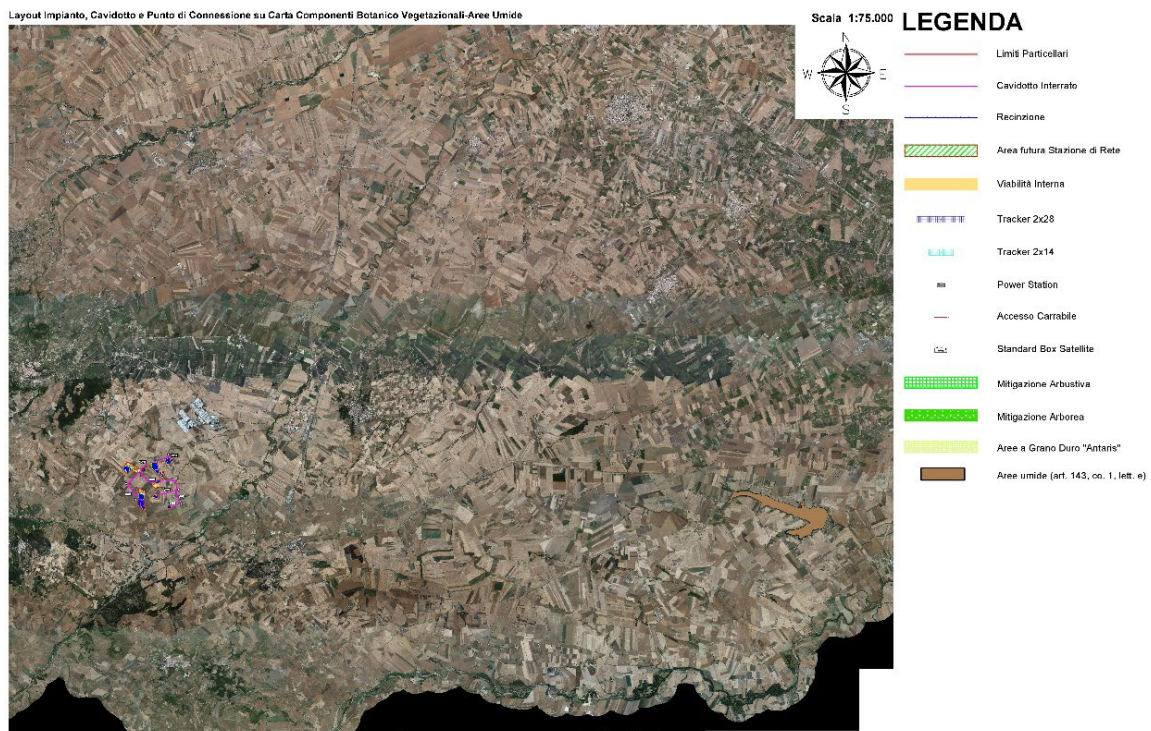 Layout Impianto, Cavidotto e Punto di Connessione su Carta Componenti Botanico Vegetazionali-Aree Umide
Scala 1:75.000
N
W
E
S
LEGENDA
Limiti Particellari
Cavidotto Interrato
Recinzione
Area futura Stazione di Rete
Viabilità Interna
Tracker 2x28
Tracker 2x14
Power Station
Accesso Carrabile
Standard Box Satellite
Mitigazione Arbustiva
Mitigazione Arborea
Aree a Grano Duro "Antaris"
Aree umide (art. 143, co. 1, lett. e)